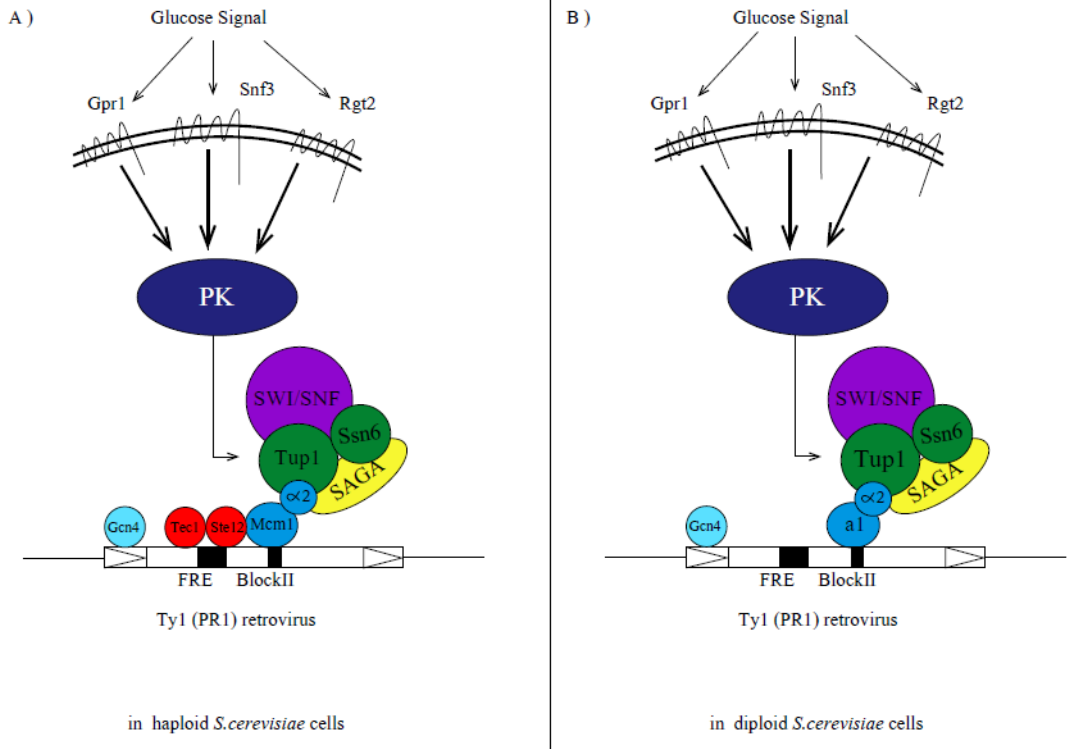 A )
Glucose Signal
Gpr1
Snf3
Rgt2
PK
SWI/SNF
Ssn6
Tup1
SAGA
∝2
Gcn4
Tec1
Ste12
Mcm1
FRE
BlockII
Ty1 (PR1) retrovirus
in haploid S.cerevisiae cells
B )
Glucose Signal
Gpr1
Snf3
Rgt2
PK
SWI/SNF
Ssn6
Tup1
SAGA
∝2
Gcn4
a1
FRE
BlockII
Ty1 (PR1) retrovirus
in diploid S.cerevisiae cells